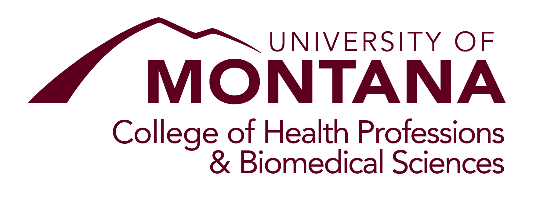 UNIVERSITY OF
MONTANA
College of Health Professions
& Biomedical Sciences